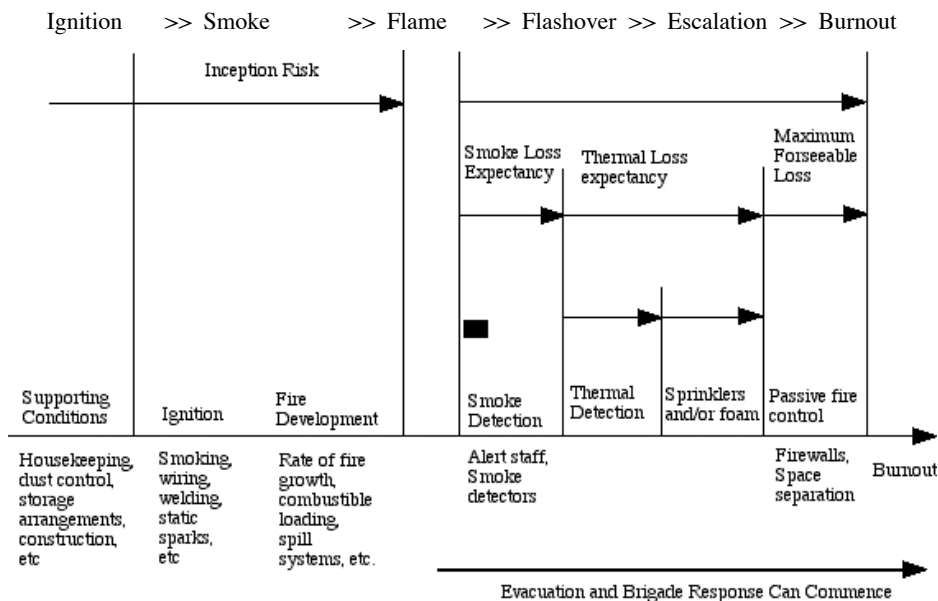 Ignition >> Smoke >> Flame >> Flashover >> Escalation >> Burnout
Inception Risk
Smoke Loss
Expectancy
Thermal Loss
expectancy
Maximum
Forseeable
Loss
Supporting
Conditions
Ignition
Fire
Development
Smoke
Detection
Thermal
Detection
Sprinklers
and/or foam
Passive fire
control
Housekeeping,
dust control,
storage
arrangements,
construction,
etc
Smoking,
wiring,
welding,
static
sparks,
etc
Rate of fire
growth,
combustible
loading,
spill
systems, etc.
Alert staff,
Smoke
detectors
Firewalls,
Space
separation
Burnout
Evacuation and Brigade Response Can Commence